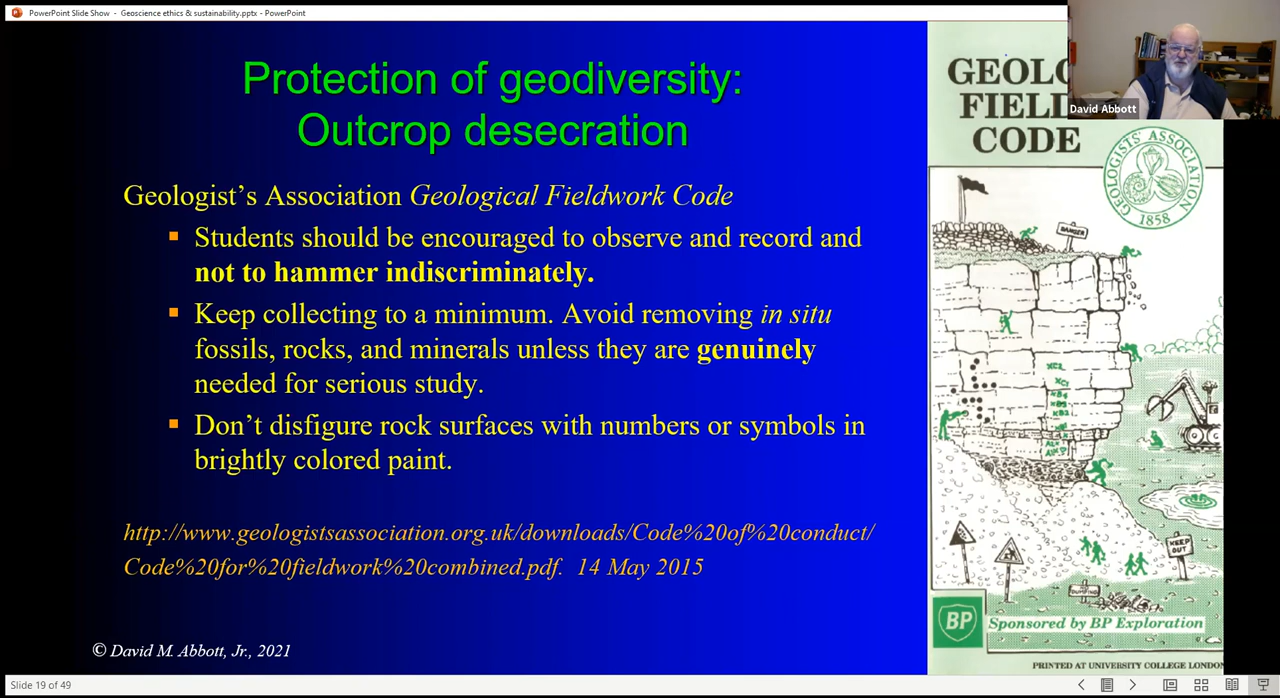 PowerPoint Slide Show - Geoscience ethics & sustainability.pptx - PowerPoint
Protection of geodiversity:
Outcrop desecration
Geologist’s Association Geological Fieldwork Code
▪ Students should be encouraged to observe and record and
not to hammer indiscriminately.
▪ Keep collecting to a minimum. Avoid removing in situ
fossils, rocks, and minerals unless they are genuinely
needed for serious study.
▪ Don’t disfigure rock surfaces with numbers or symbols in
brightly colored paint.
http://www.geologistsassociation.org.uk/downloads/Code%20of%20conduct/
Code%20for%20fieldwork%20combined.pdf. 14 May 2015
© David M. Abbott, Jr., 2021
GEOLO
FIELD
CODE
David Abbott
GEOLOGISTS' ASSOCIATION
1858
DANGER
KEEP
OUT
NO
DUMPING
BP
Sponsored by BP Exploration
PRINTED AT UNIVERSITY COLLEGE LONDON
Slide 19 of 49